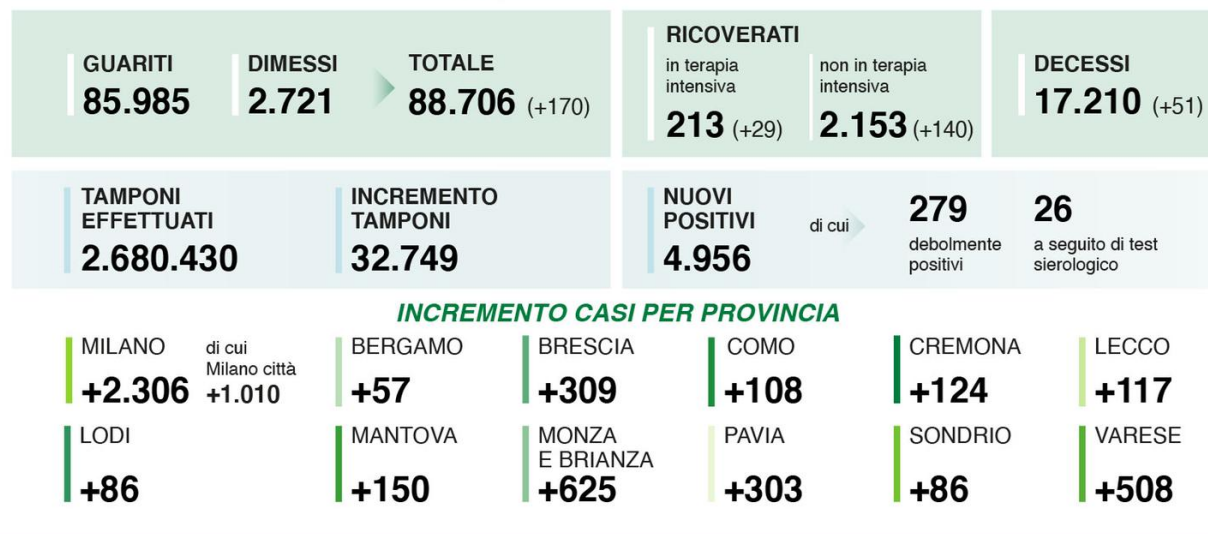 GUARITI
85.985
DIMESSI
2.721
TOTALE
88.706 (+170)
RICOVERATI
in terapia
intensiva
213 (+29)
non in terapia
intensiva
2.153 (+140)
DECESSI
17.210 (+51)
TAMPONI
EFFETTUATI
2.680.430
INCREMENTO
TAMPONI
32.749
NUOVI
POSITIVI
4.956
di cui
279
debolmente
positivi
26
a seguito di test
sierologico
INCREMENTO CASI PER PROVINCIA
MILANO
+2.306
di cui
Milano città
+1.010
BERGAMO
+57
BRESCIA
+309
COMO
+108
CREMONA
+124
LECCO
+117
LODI
+86
MANTOVA
+150
MONZA
E BRIANZA
+625
PAVIA
+303
SONDRIO
+86
VARESE
+508